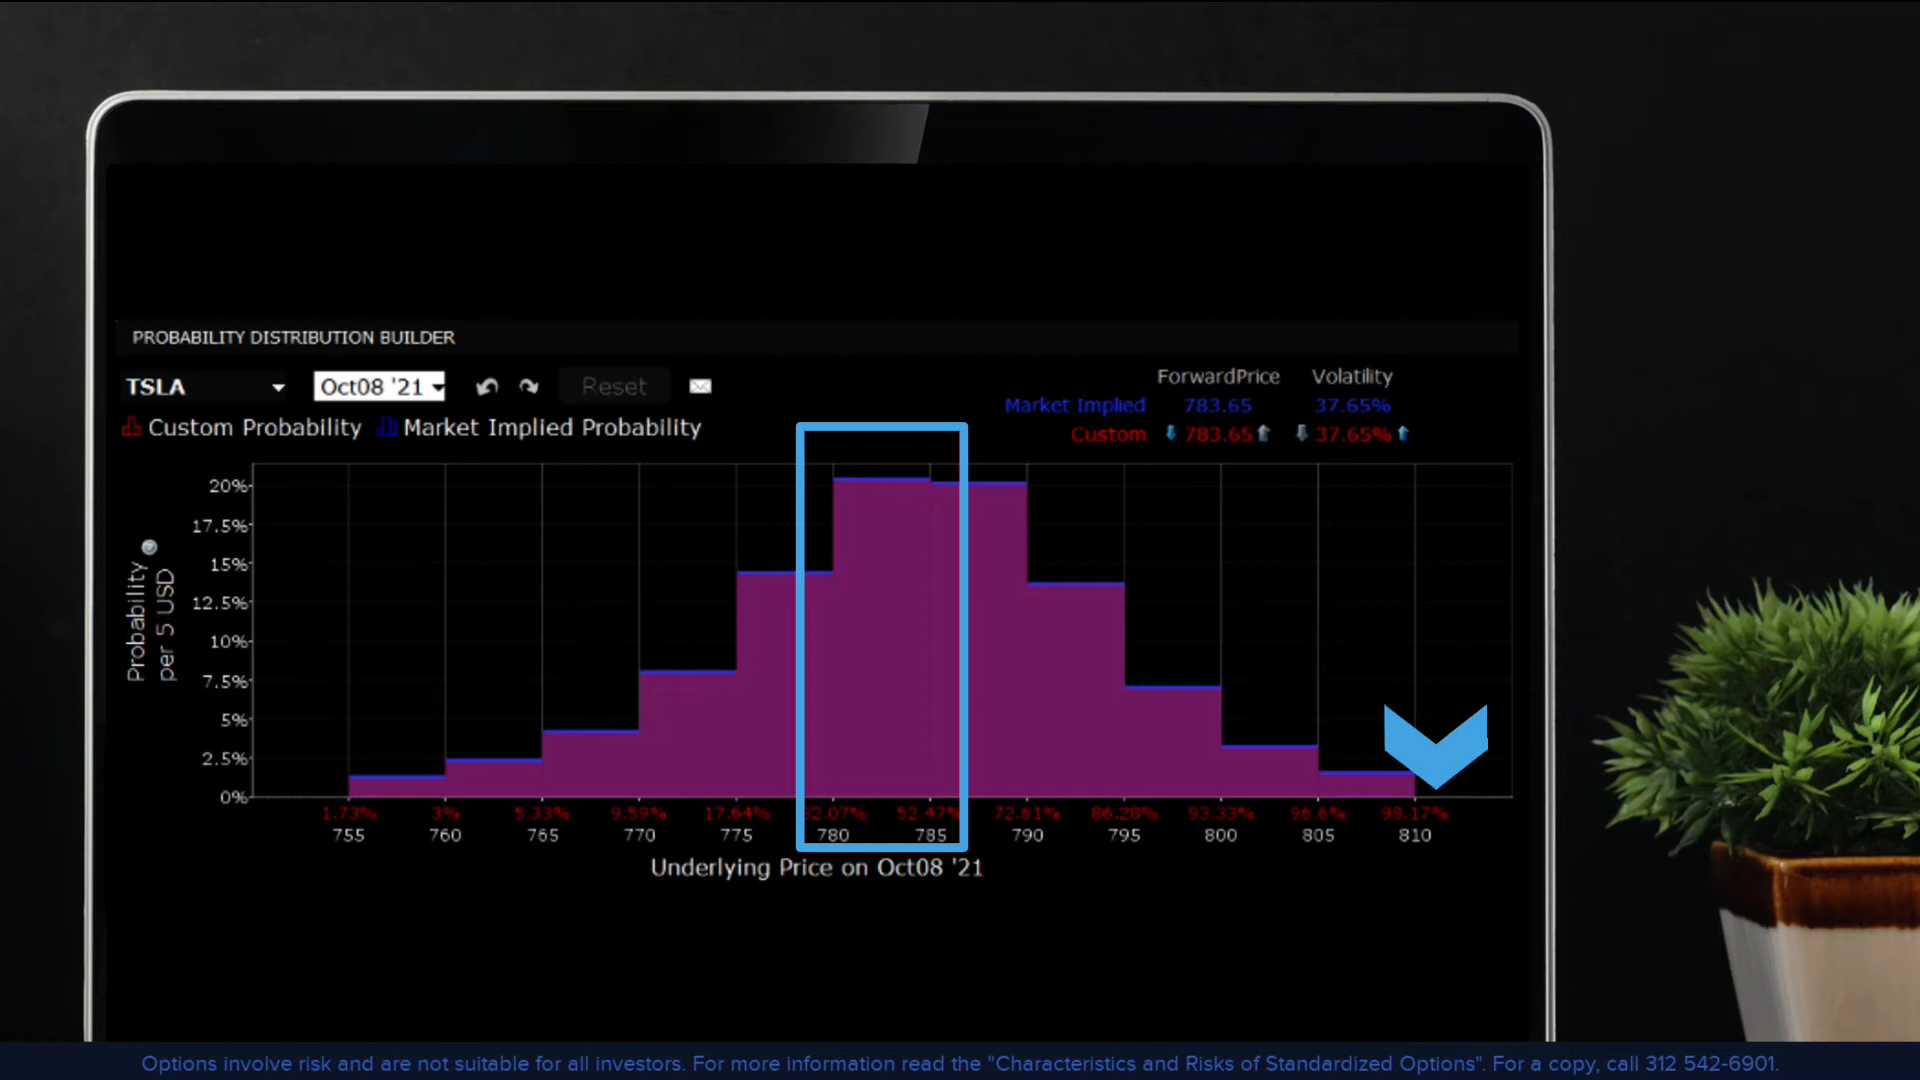 PROBABILITY DISTRIBUTION BUILDER
TSLA Oct08 '21 Reset
ForwardPrice Volatility
Market Implied 783.65 37.65%
Custom 783.65 37.65%
Custom Probability Market Implied Probability
Probability
per 5 USD
20%
17.5%
15%
12.5%
10%
7.5%
5%
2.5%
0%
1.73% 3% 5.33% 9.59% 17.64% 32.07% 52.47% 72.61% 86.28% 93.33% 96.6% 98.17%
755 760 765 770 775 780 785 790 795 800 805 810
Underlying Price on Oct08 '21
Options involve risk and are not suitable for all investors. For more information read the "Characteristics and Risks of Standardized Options". For a copy, call 312 542-6901.